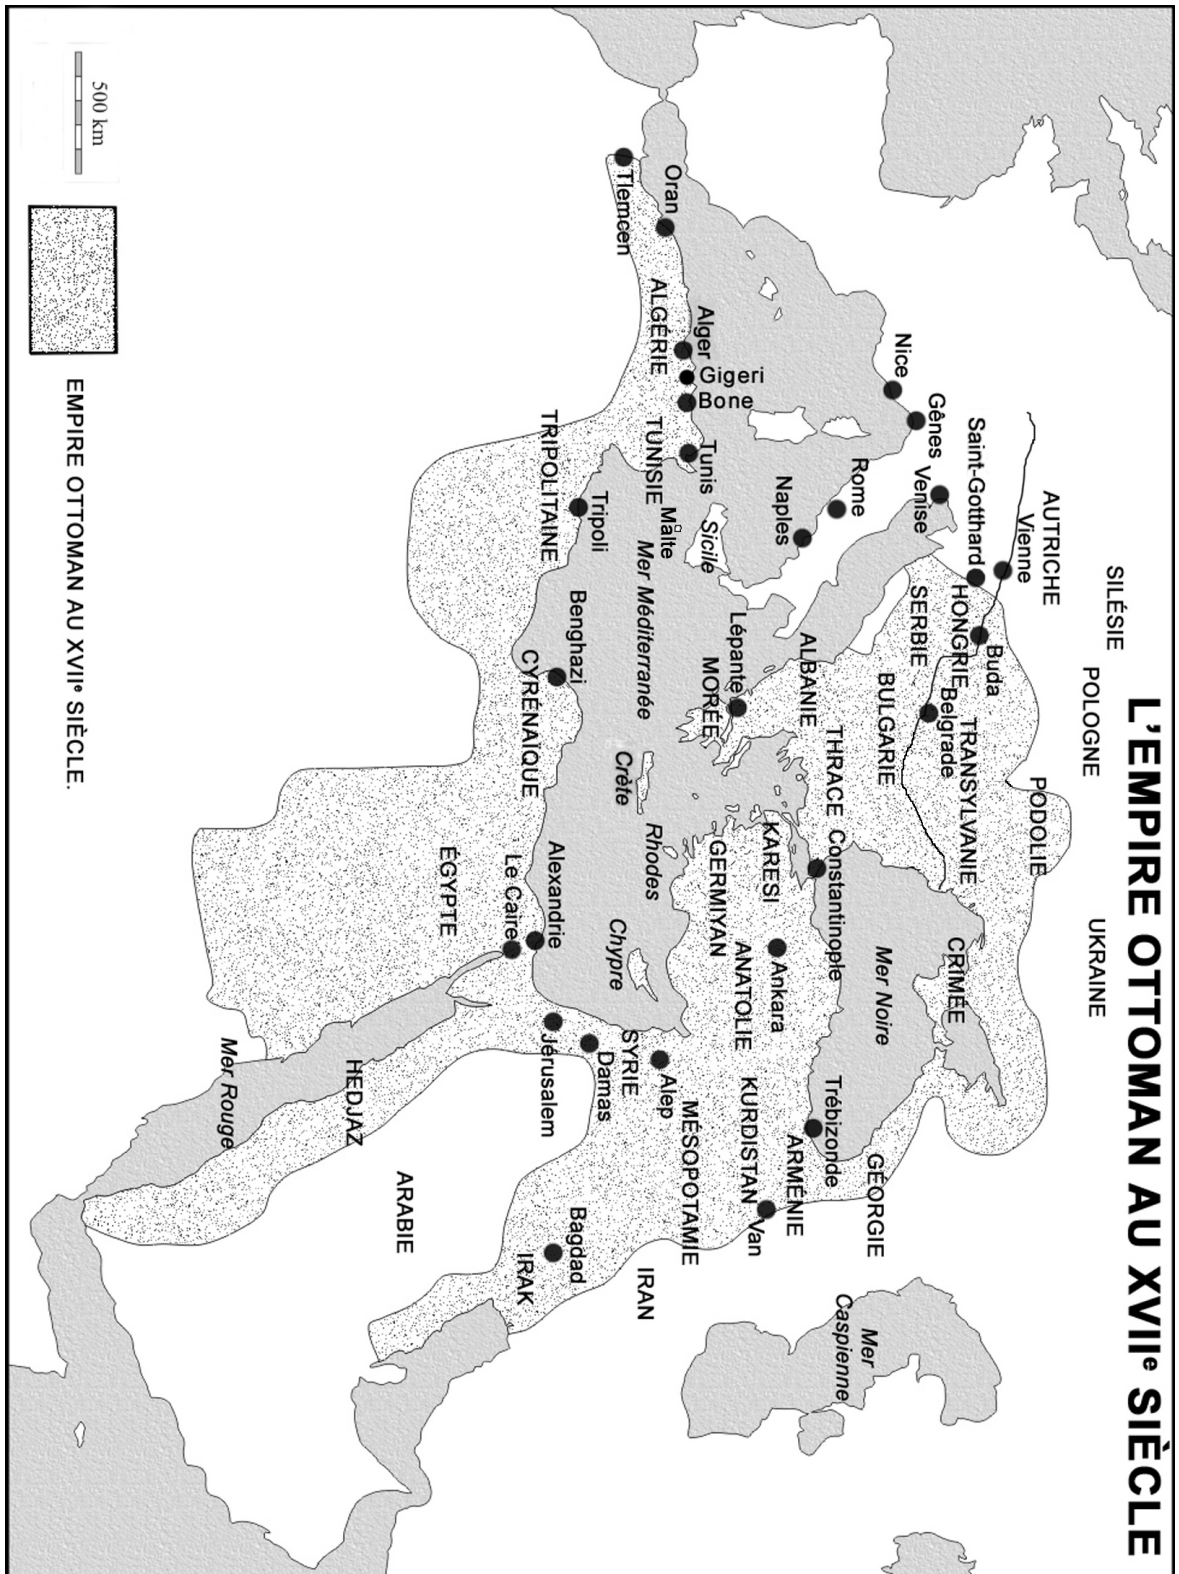 L'EMPIRE OTTOMAN AU XVIIe SIÈCLE
SILÉSIE
POLOGNE
UKRAINE
AUTRICHE
Vienne
PODOLIE
Saint-Gotthard
HONGRIE
Buda
TRANSYLVANIE
CRIMÉE
Gênes
Venise
SERBIE
Belgrade
BULGARIE
Mer Noire
GÉORGIE
Nice
Rome
ALBANIE
THRACE
Constantinople
Trébizonde
Mer
Caspienne
Naples
Lépante
MORÉE
KARESI
Ankara
ARMÉNIE
GERMIYAN
ANATOLIE
KURDISTAN
Van
Oran
Alger
Gigeri
Bone
Tunis
Sicile
Malte
Mer Méditerranée
Crète
Rhodes
Chypre
Alep
MÉSOPOTAMIE
Tlemcen
ALGÉRIE
TUNISIE
SYRIE
Damas
IRAN
Tripoli
TRIPOLITAINE
Benghazi
CYRÉNAÏQUE
Alexandrie
Le Caire
Jérusalem
Bagdad
IRAK
ÉGYPTE
HEDJAZ
ARABIE
Mer Rouge
500 km
EMPIRE OTTOMAN AU XVIIe SIÈCLE.